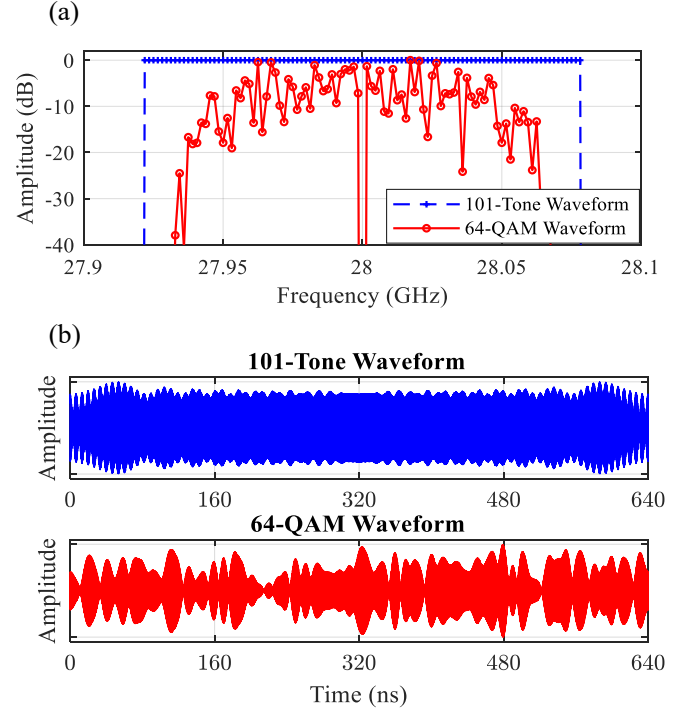 (a)
Amplitude (dB)
0
-10
-20
-30
-40
101-Tone Waveform
64-QAM Waveform
27.9
27.95
28
28.05
28.1
Frequency (GHz)
(b)
101-Tone Waveform
Amplitude
0
160
320
480
640
64-QAM Waveform
Amplitude
0
160
320
480
640
Time (ns)